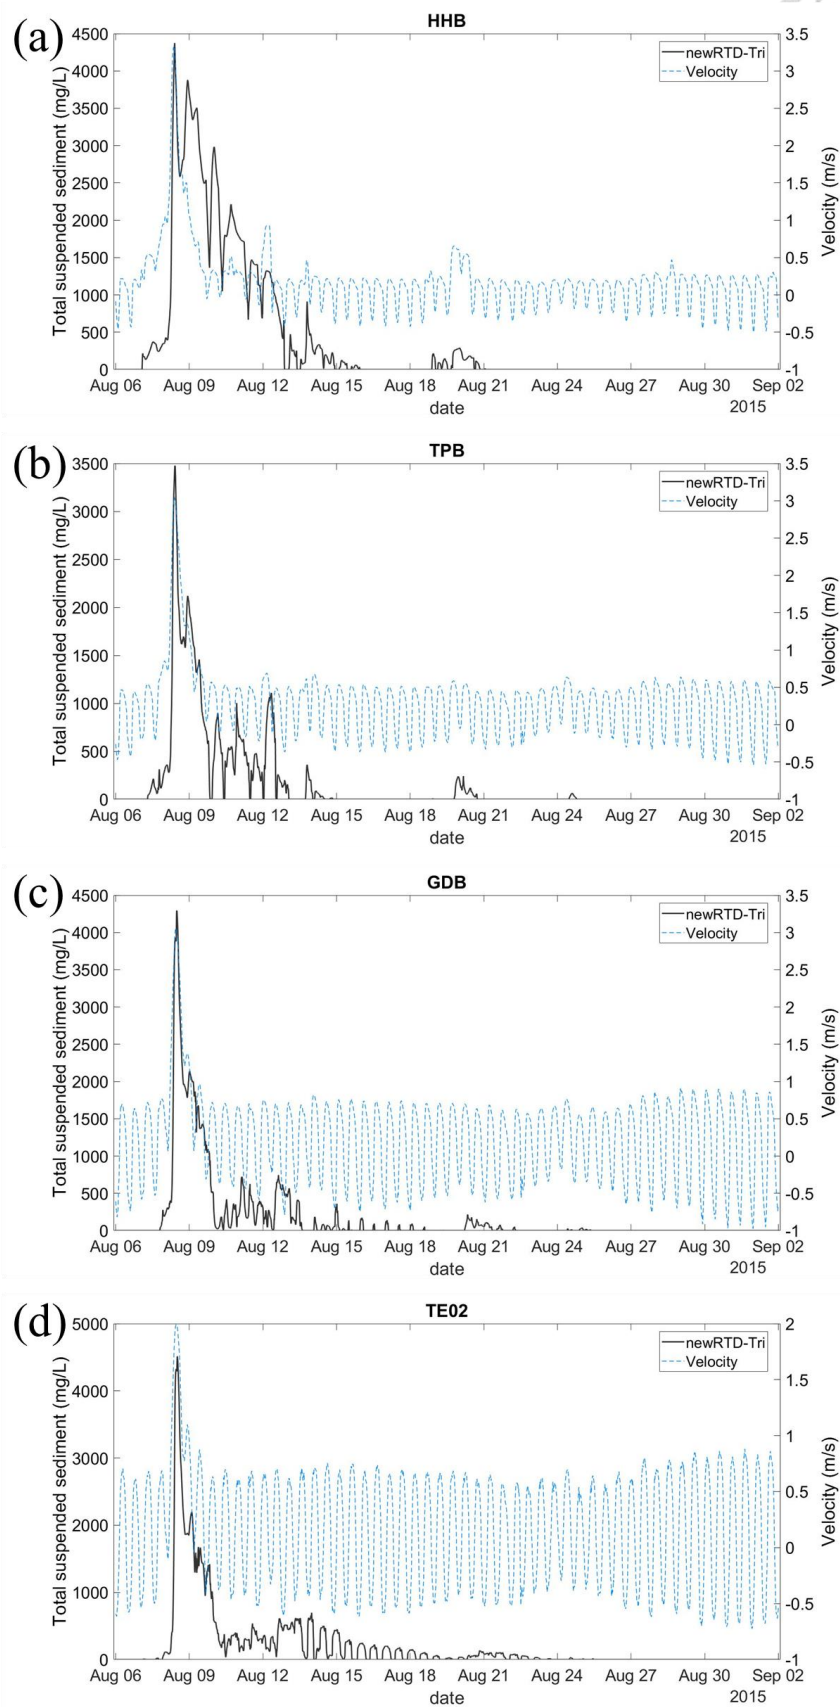 (a)
HHB
Total suspended sediment (mg/L)
4500
4000
3500
3000
2500
2000
1500
1000
500
0
newRTD-Tri
Velocity
3.5
3
2.5
2
1.5
1
0.5
0
-0.5
-1
Velocity (m/s)
Aug 06 Aug 09 Aug 12 Aug 15 Aug 18 Aug 21 Aug 24 Aug 27 Aug 30 Sep 02
date
2015
(b)
TPB
Total suspended sediment (mg/L)
3500
3000
2500
2000
1500
1000
500
0
newRTD-Tri
Velocity
3.5
3
2.5
2
1.5
1
0.5
0
-0.5
-1
Velocity (m/s)
Aug 06 Aug 09 Aug 12 Aug 15 Aug 18 Aug 21 Aug 24 Aug 27 Aug 30 Sep 02
date
2015
(c)
GDB
Total suspended sediment (mg/L)
4500
4000
3500
3000
2500
2000
1500
1000
500
0
newRTD-Tri
Velocity
3.5
3
2.5
2
1.5
1
0.5
0
-0.5
-1
Velocity (m/s)
Aug 06 Aug 09 Aug 12 Aug 15 Aug 18 Aug 21 Aug 24 Aug 27 Aug 30 Sep 02
date
2015
(d)
TE02
Total suspended sediment (mg/L)
5000
4000
3000
2000
1000
0
newRTD-Tri
Velocity
2
1.5
1
0.5
0
-0.5
-1
Velocity (m/s)
Aug 06 Aug 09 Aug 12 Aug 15 Aug 18 Aug 21 Aug 24 Aug 27 Aug 30 Sep 02
date
2015